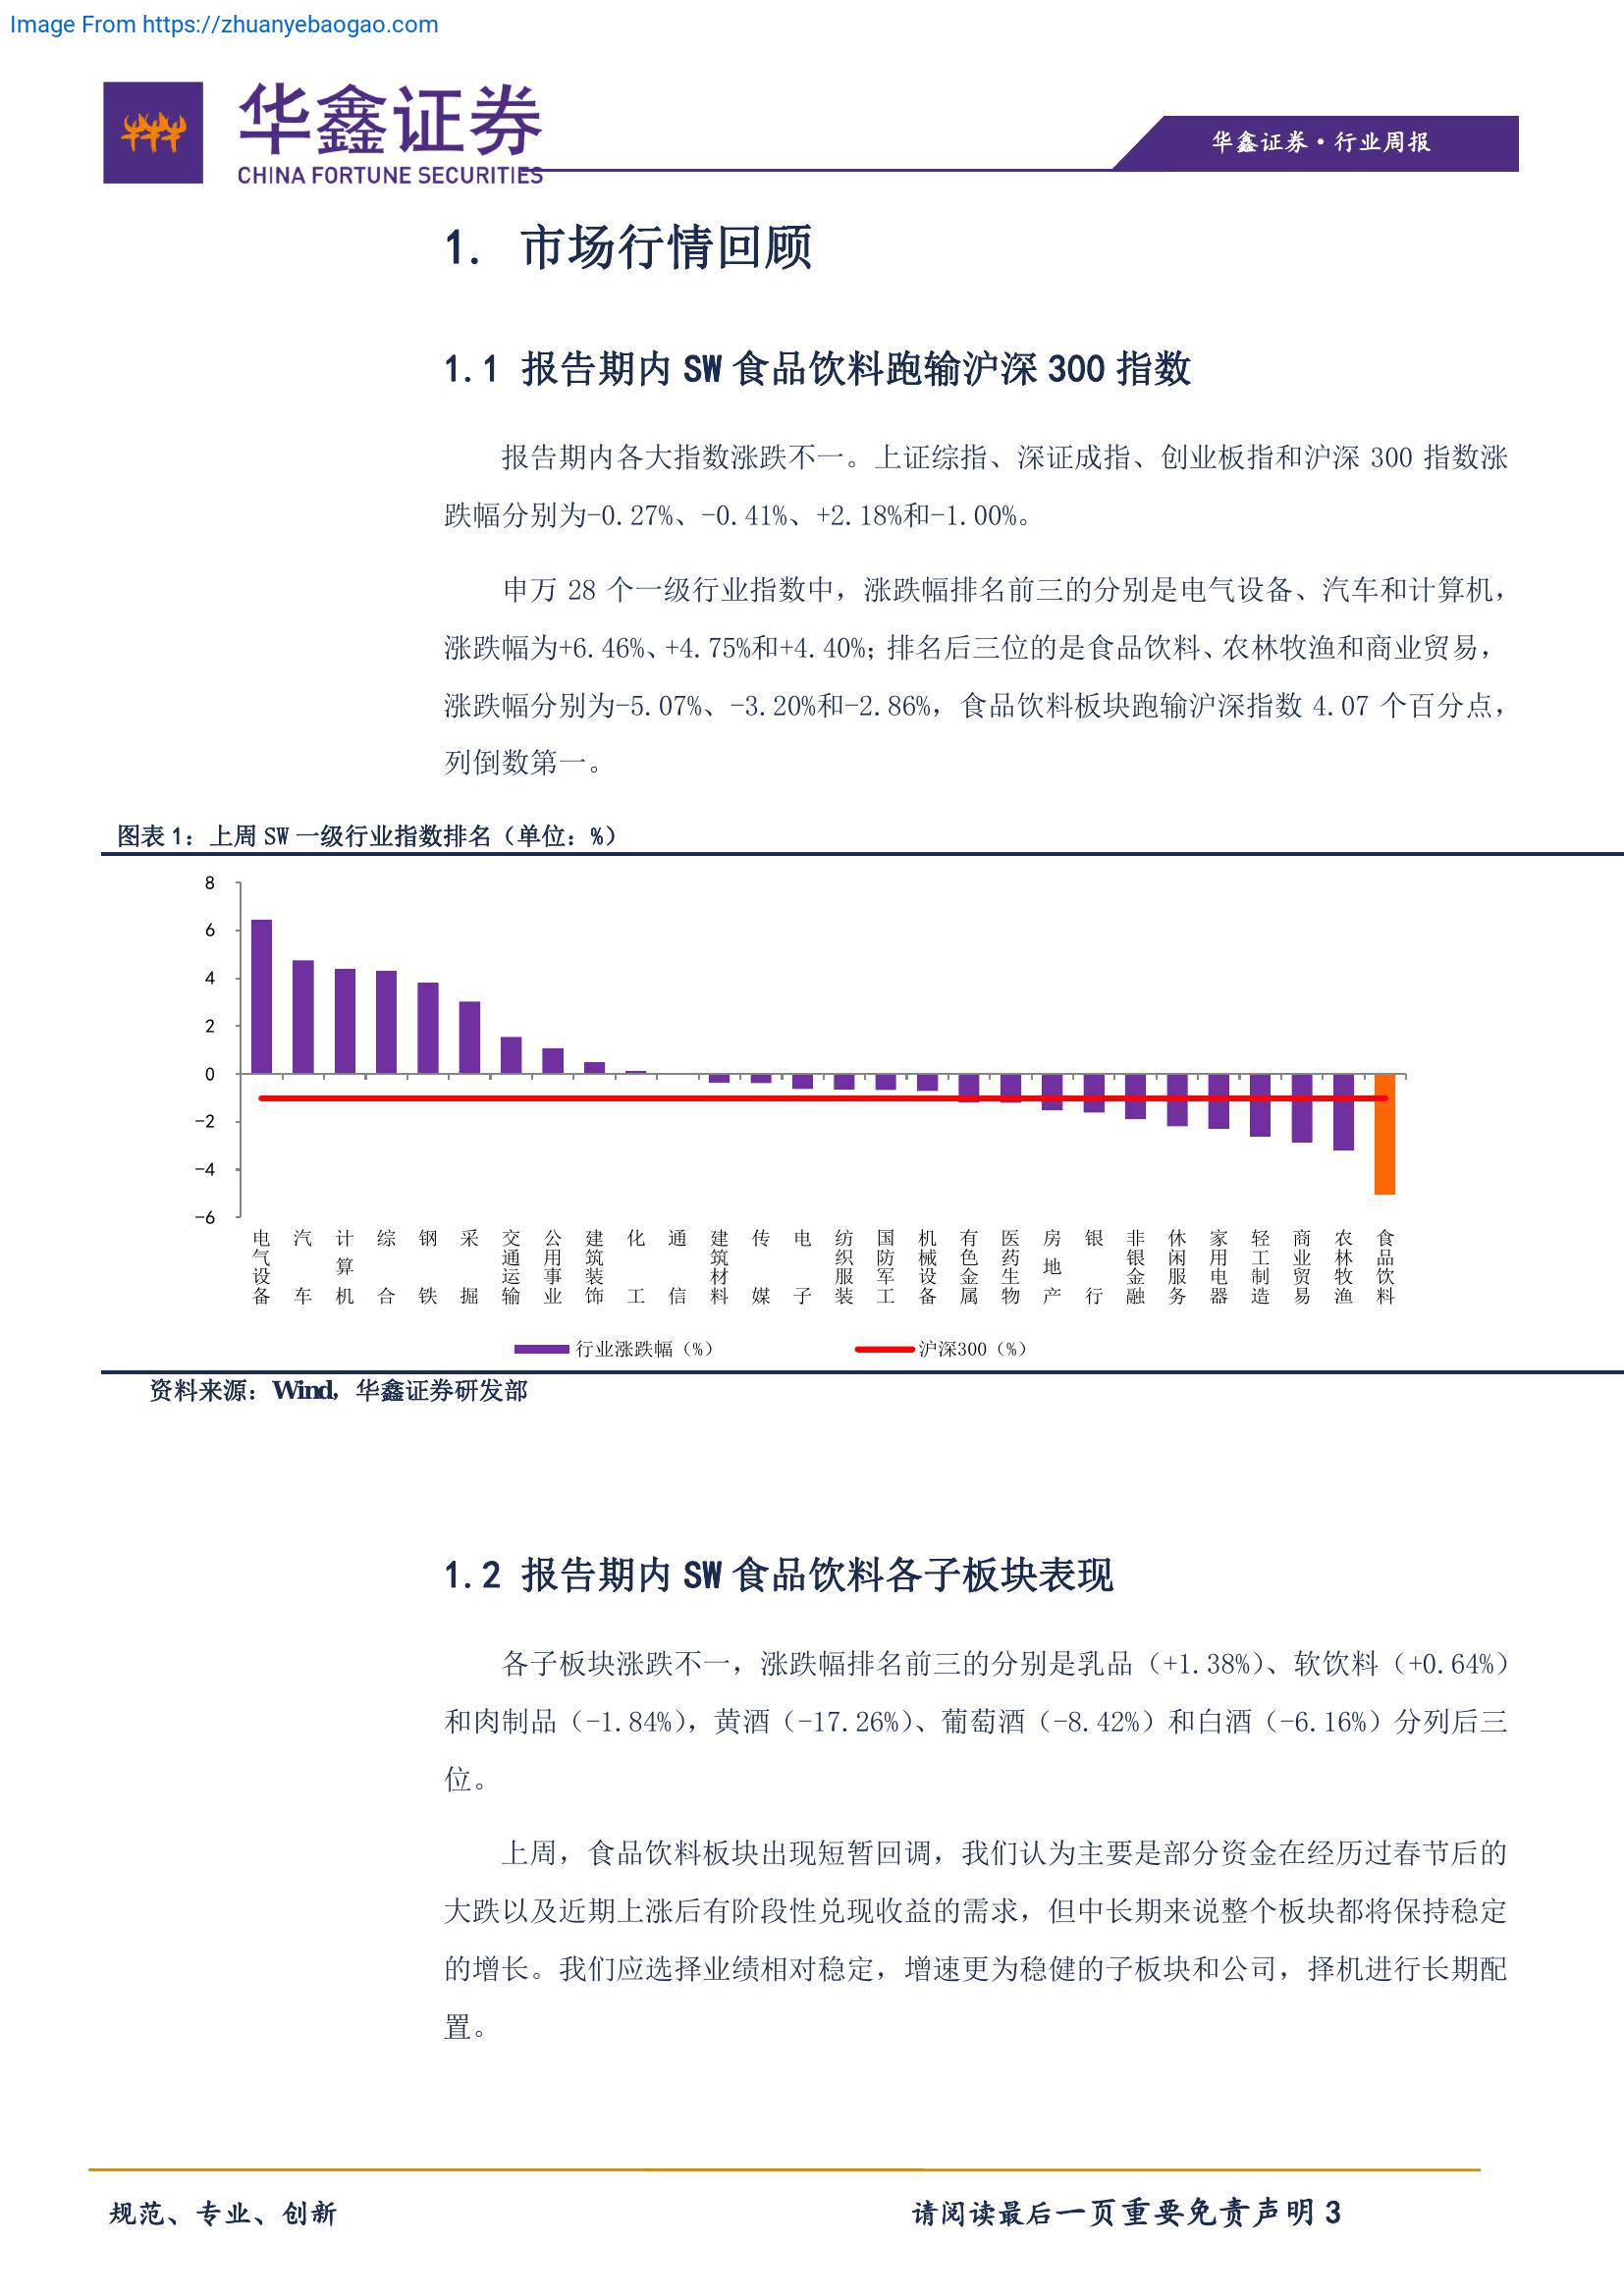 Image From https://zhuanyebaogao.com
华鑫证券
CHINA FORTUNE SECURITIES
华鑫证券·行业周报
1. 市场行情回顾
1.1 报告期内 SW 食品饮料跑输沪深 300 指数
报告期内各大指数涨跌不一。上证综指、深证成指、创业板指和沪深 300 指数涨
跌幅分别为-0.27%、-0.41%、+2.18%和-1.00%。
申万 28 个一级行业指数中，涨跌幅排名前三的分别是电气设备、汽车和计算机，
涨跌幅为+6.46%、+4.75%和+4.40%；排名后三位的是食品饮料、农林牧渔和商业贸易，
涨跌幅分别为-5.07%、-3.20%和-2.86%，食品饮料板块跑输沪深指数 4.07 个百分点，
列倒数第一。
图表 1：上周 SW 一级行业指数排名（单位：%）
8
6
4
2
0
-2
-4
-6
电气设备
汽车
计算机
综合
钢铁
采掘
交通运输
公用事业
建筑装饰
化工
通信
建筑材料
传媒
电子
纺织服装
国防军工
机械设备
有色金属
医药生物
房地产
银行
非银金融
休闲服务
家用电器
轻工制造
商业贸易
农林牧渔
食品饮料
行业涨跌幅（%）
沪深300（%）
资料来源：Wind，华鑫证券研发部
1.2 报告期内 SW 食品饮料各子板块表现
各子板块涨跌不一，涨跌幅排名前三的分别是乳品（+1.38%）、软饮料（+0.64%）
和肉制品（-1.84%），黄酒（-17.26%）、葡萄酒（-8.42%）和白酒（-6.16%）分列后三
位。
上周，食品饮料板块出现短暂回调，我们认为主要是部分资金在经历过春节后的
大跌以及近期上涨后有阶段性兑现收益的需求，但中长期来说整个板块都将保持稳定
的增长。我们应选择业绩相对稳定，增速更为稳健的子板块和公司，择机进行长期配
置。
规范、专业、创新
请阅读最后一页重要免责声明 3